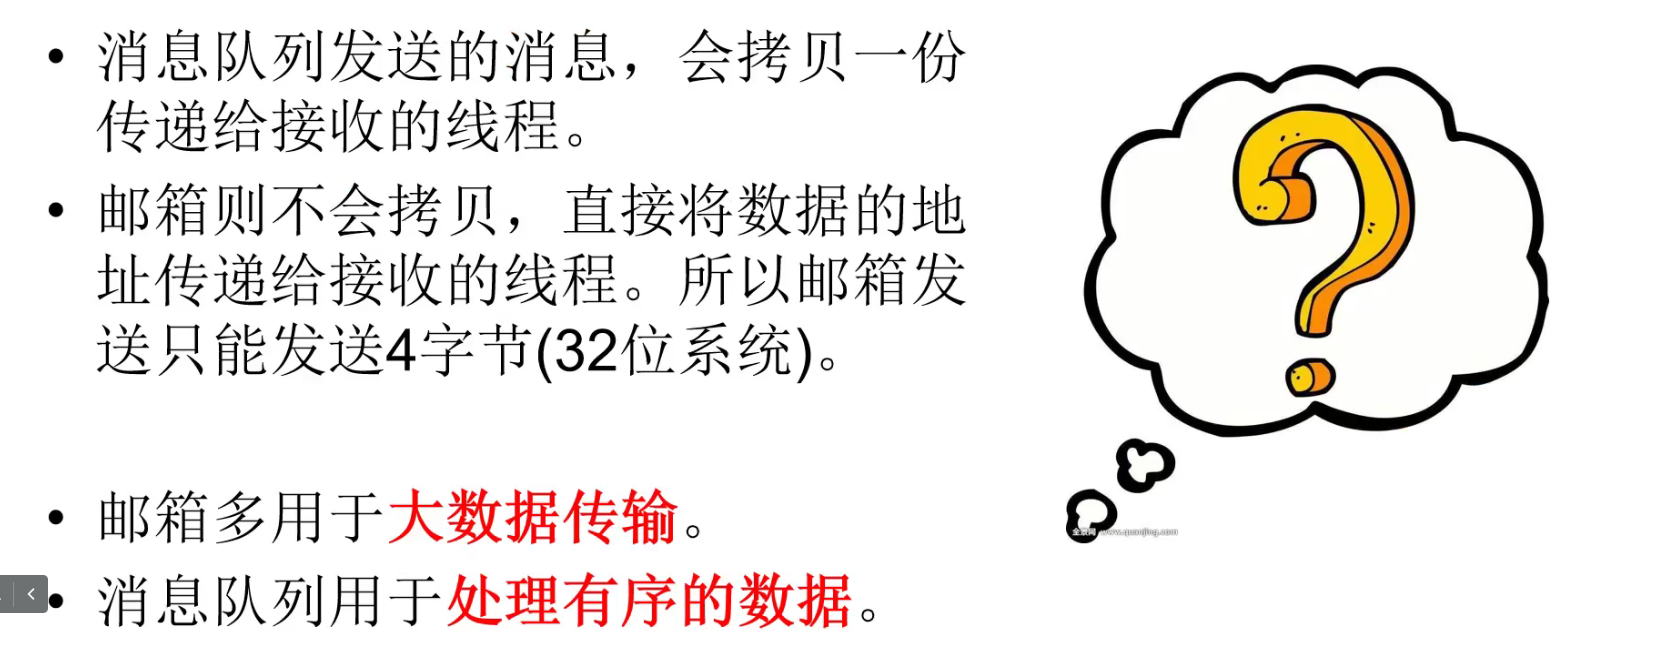 • 消息队列发送的消息，会拷贝一份
传递给接收的线程。
• 邮箱则不会拷贝，直接将数据的地
址传递给接收的线程。所以邮箱发
送只能发送4字节(32位系统)。
• 邮箱多用于大数据传输。
• 消息队列用于处理有序的数据。
全景网 www.quanjing.com